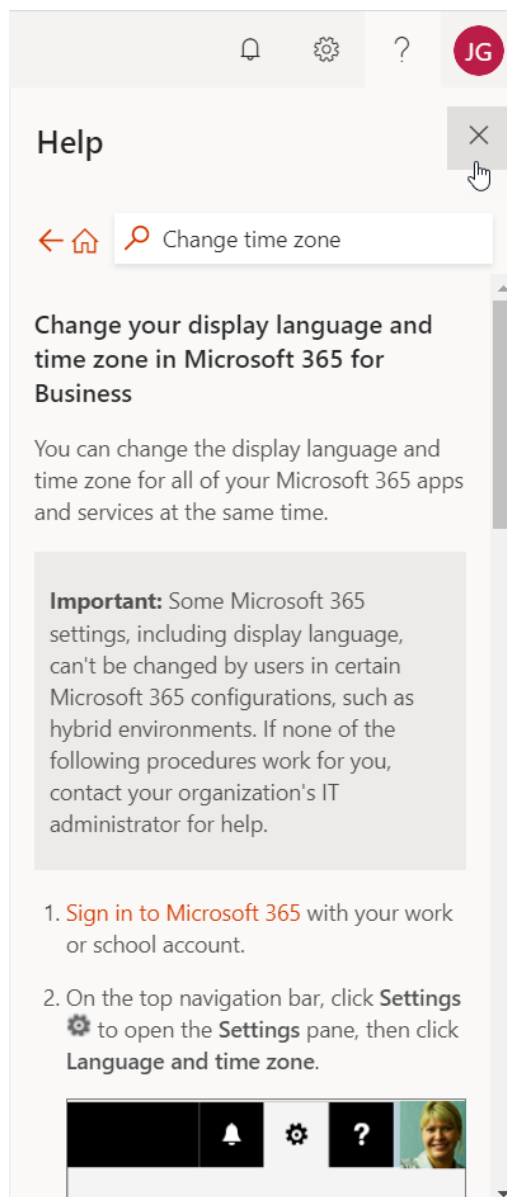 ?
JG
Help
Change time zone
Change your display language and
time zone in Microsoft 365 for
Business
You can change the display language and
time zone for all of your Microsoft 365 apps
and services at the same time.
Important: Some Microsoft 365
settings, including display language,
can't be changed by users in certain
Microsoft 365 configurations, such as
hybrid environments. If none of the
following procedures work for you,
contact your organization's IT
administrator for help.
1. Sign in to Microsoft 365 with your work
or school account.
2. On the top navigation bar, click Settings
to open the Settings pane, then click
Language and time zone.
?